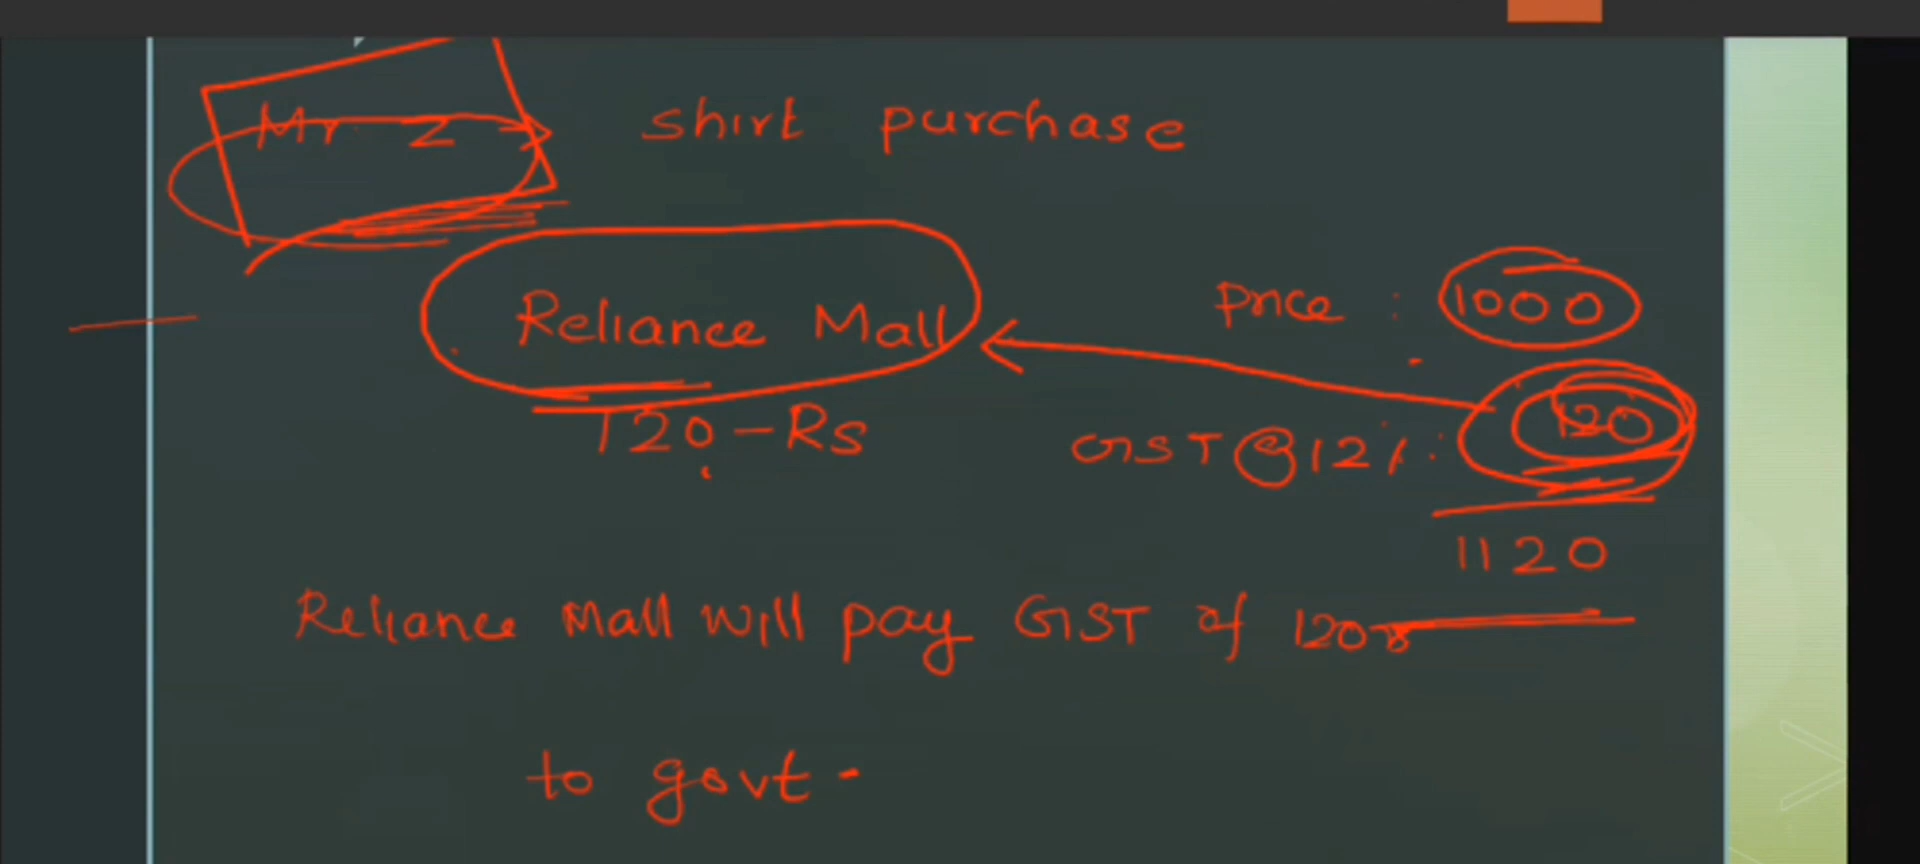 Mr. Z → shirt purchase
Reliance Mall
Price : 1000
120 - Rs
GST @ 12% : 120
1120
Reliance Mall will pay GST of 120
to govt.